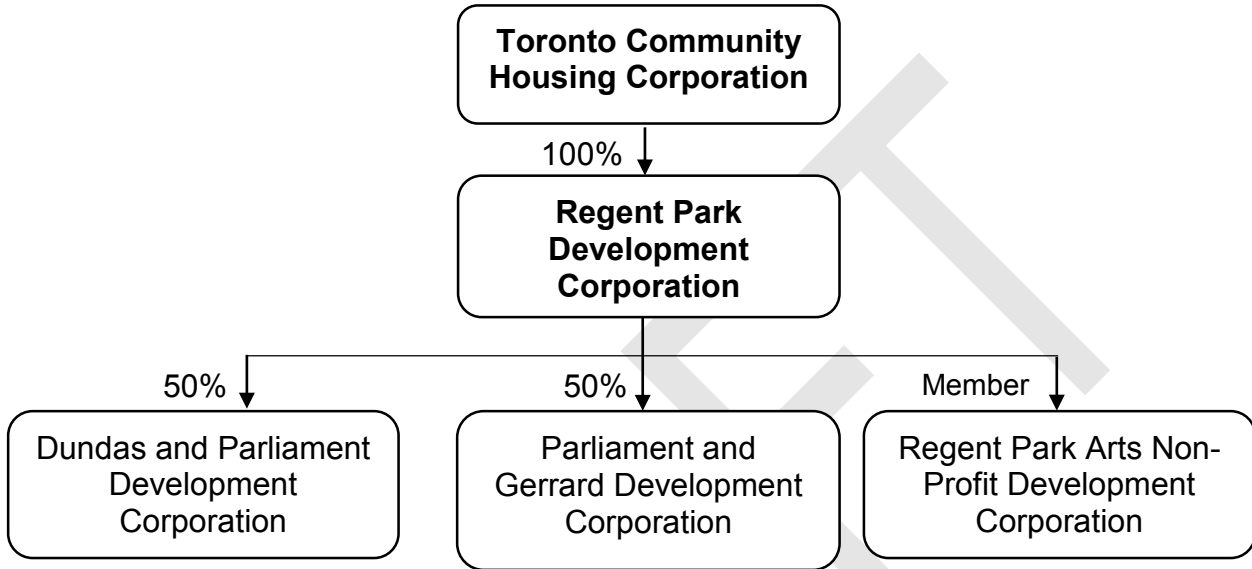 Toronto Community
Housing Corporation
100%
Regent Park
Development
Corporation
50%
50%
Member
Dundas and Parliament
Development
Corporation
Parliament and
Gerrard Development
Corporation
Regent Park Arts Non-
Profit Development
Corporation